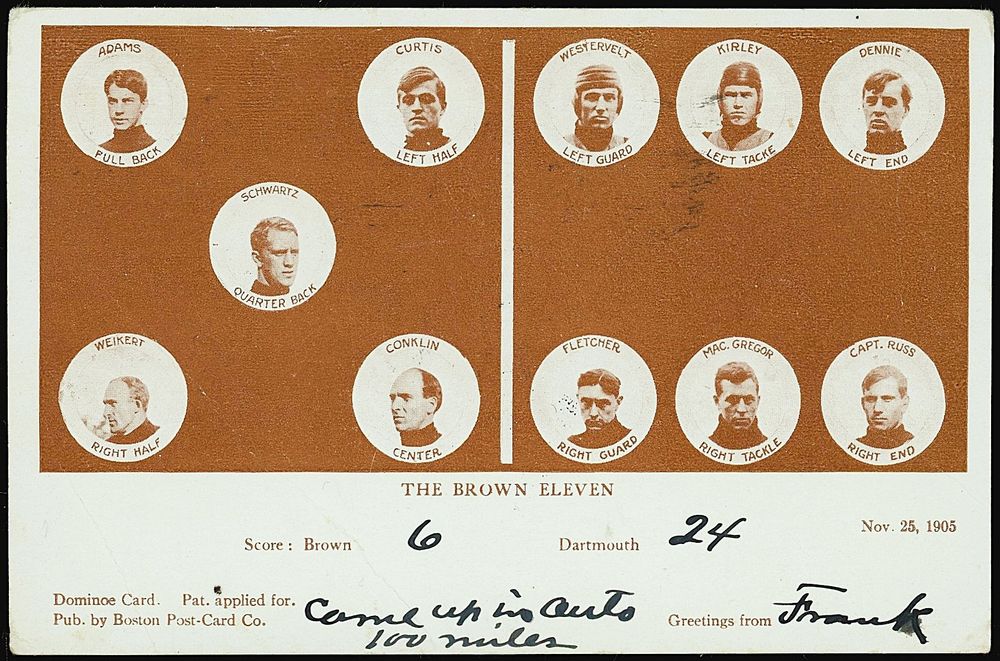 ADAMS
FULL BACK
CURTIS
LEFT HALF
WESTERVELT
LEFT GUARD
KIRLEY
LEFT TACKE
DENNIE
LEFT END
SCHWARTZ
QUARTER BACK
WEIKERT
RIGHT HALF
CONKLIN
CENTER
FLETCHER
RIGHT GUARD
MAC. GREGOR
RIGHT TACKLE
CAPT. RUSS
RIGHT END
THE BROWN ELEVEN
Nov. 25, 1905
Score: Brown 6 Dartmouth 24
Dominoe Card. Pat. applied for.
Pub. by Boston Post-Card Co.
Came up in Auto
100 miles
Greetings from Frank